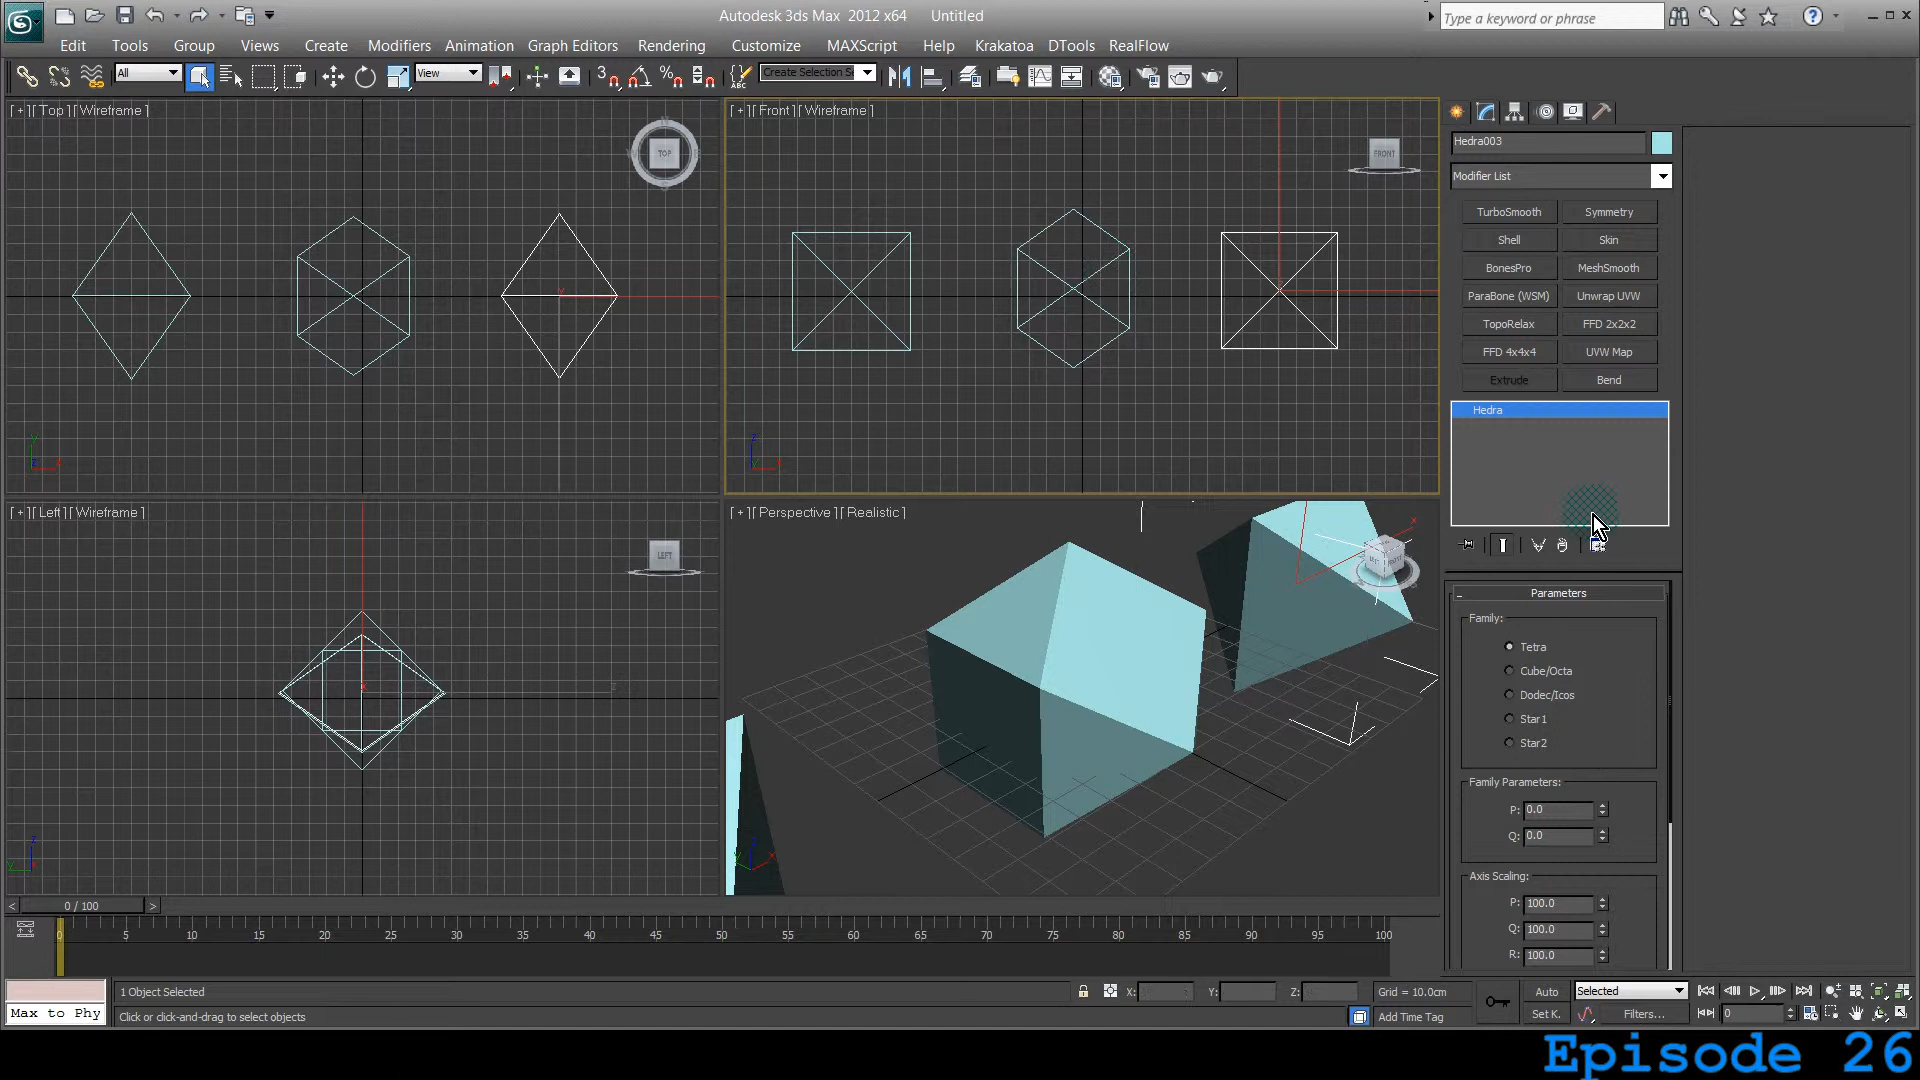 Autodesk 3ds Max 2012 x64 Untitled
Type a keyword or phrase
Edit Tools Group Views Create Modifiers Animation Graph Editors Rendering Customize MAXScript Help Krakatoa DTools RealFlow
All
View
3
ABC
Create Selection Se
[ + ] [ Top ] [ Wireframe ]
TOP
[ + ] [ Front ] [ Wireframe ]
FRONT
Hedra003
Modifier List
TurboSmooth Symmetry
Shell Skin
BonesPro MeshSmooth
ParaBone (WSM) Unwrap UVW
TopoRelax FFD 2x2x2
FFD 4x4x4 UVW Map
Extrude Bend
Hedra
[ + ] [ Left ] [ Wireframe ]
LEFT
[ + ] [ Perspective ] [ Realistic ]
Parameters
Family:
Tetra
Cube/Octa
Dodec/Icos
Star1
Star2
Family Parameters:
P: 0.0
Q: 0.0
Axis Scaling:
P: 100.0
Q: 100.0
R: 100.0
< 0 / 100 >
0 5 10 15 20 25 30 35 40 45 50 55 60 65 70 75 80 85 90 95 100
1 Object Selected
X: Y: Z: Grid = 10.0cm
Auto Selected
Max to Phy
Click or click-and-drag to select objects
Add Time Tag
Set K. Filters... 0
Episode 26